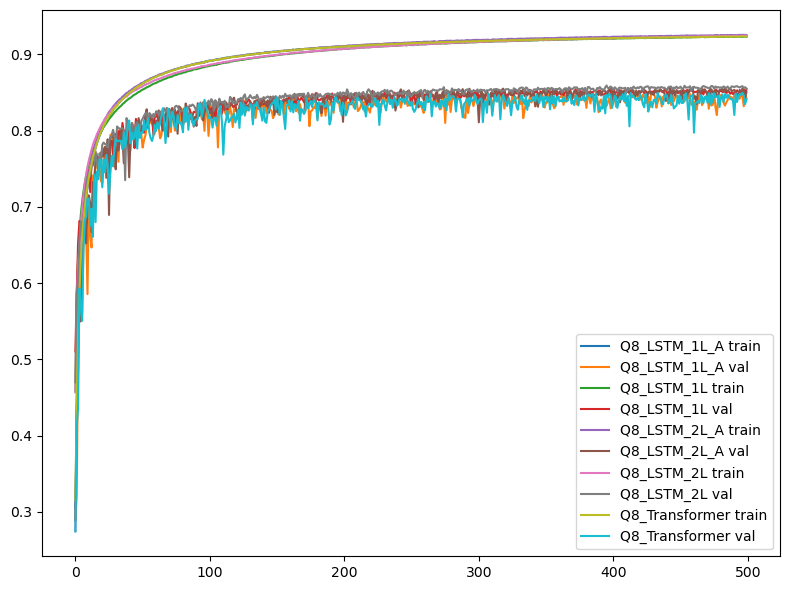 0.9
0.8
0.7
0.6
0.5
0.4
0.3
0
100
200
300
400
500
Q8_LSTM_1L_A train
Q8_LSTM_1L_A val
Q8_LSTM_1L train
Q8_LSTM_1L val
Q8_LSTM_2L_A train
Q8_LSTM_2L_A val
Q8_LSTM_2L train
Q8_LSTM_2L val
Q8_Transformer train
Q8_Transformer val